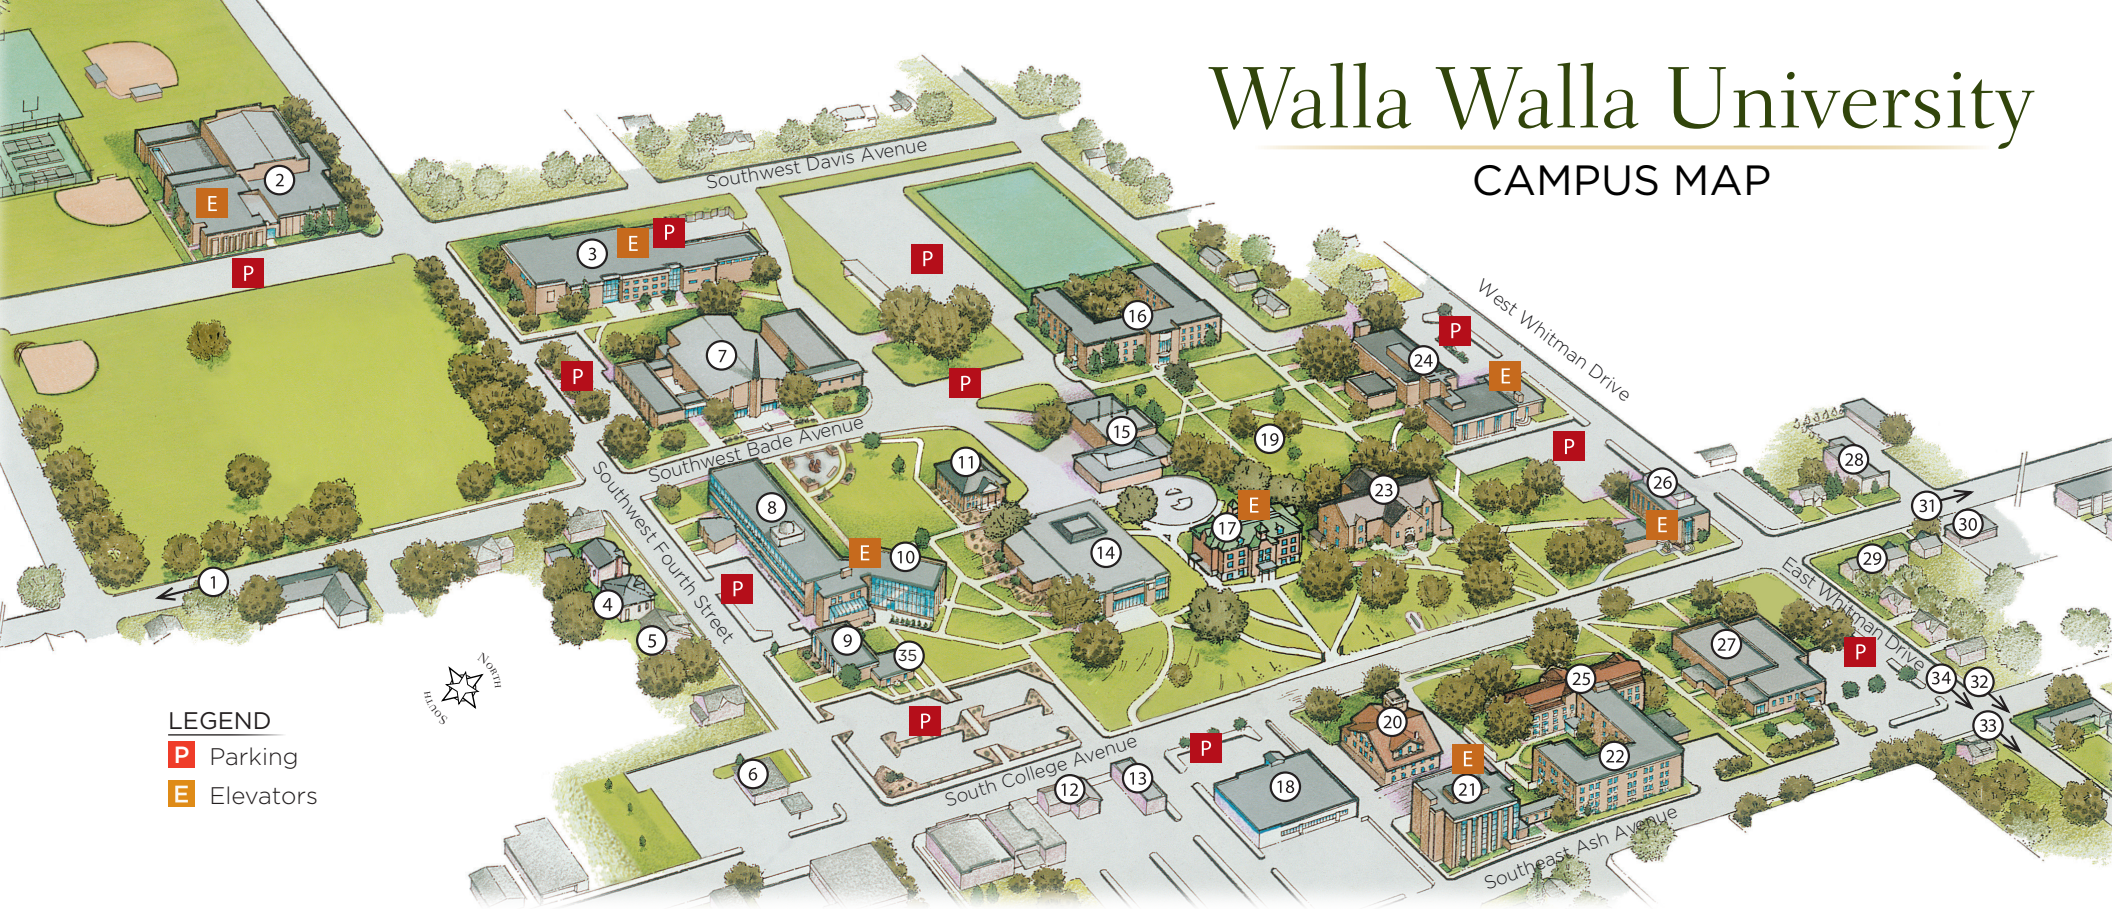 Walla Walla University
CAMPUS MAP
Southwest Davis Avenue
West Whitman Drive
Southwest Bade Avenue
Southwest Fourth Street
East Whitman Drive
South College Avenue
Southeast Ash Avenue
NORTH
SOUTH
LEGEND
P Parking
E Elevators
2
E
P
3
E
P
P
16
7
P
P
24
P
E
15
19
P
11
8
23
26
E
28
31
30
17
E
14
E
10
29
1
P
4
5
9
35
27
P
25
34
32
33
P
20
22
6
12
13
P
18
E
21